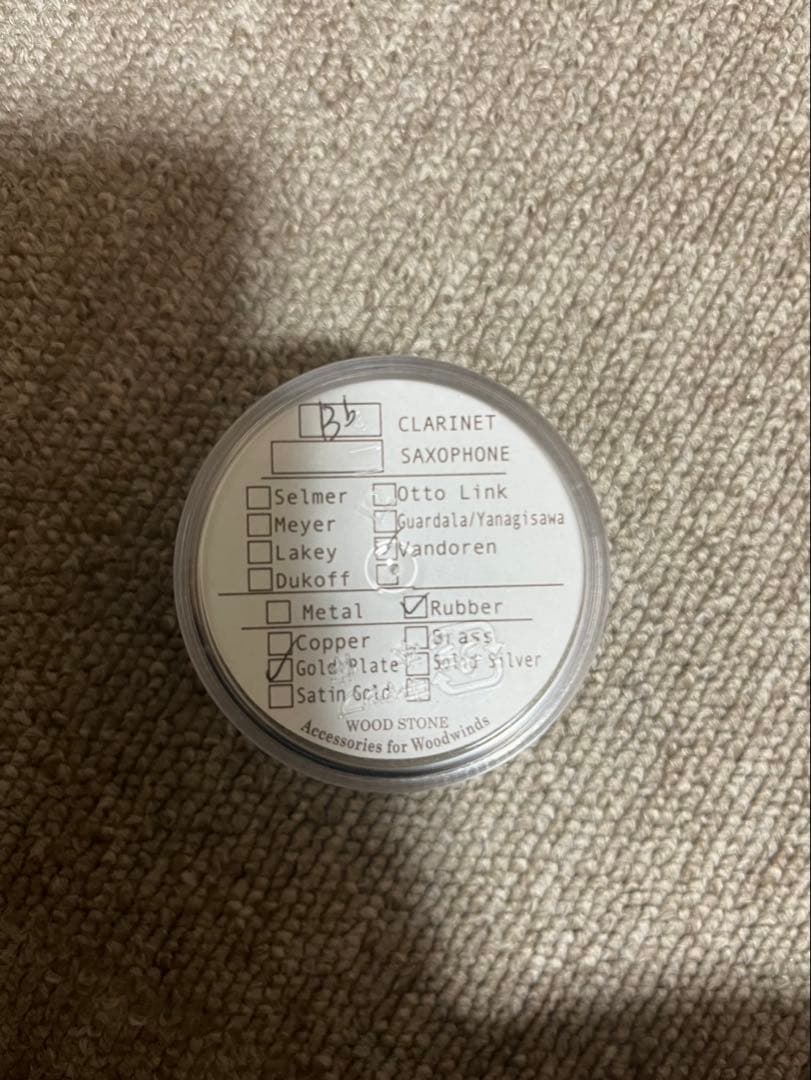 B♭ CLARINET
SAXOPHONE
Selmer Otto Link
Meyer Guardala/Yanagisawa
Lakey Vandoren
Dukoff
Metal Rubber
Copper Brass
Gold Plate Solid Silver
Satin Gold
WOOD STONE
Accessories for Woodwinds